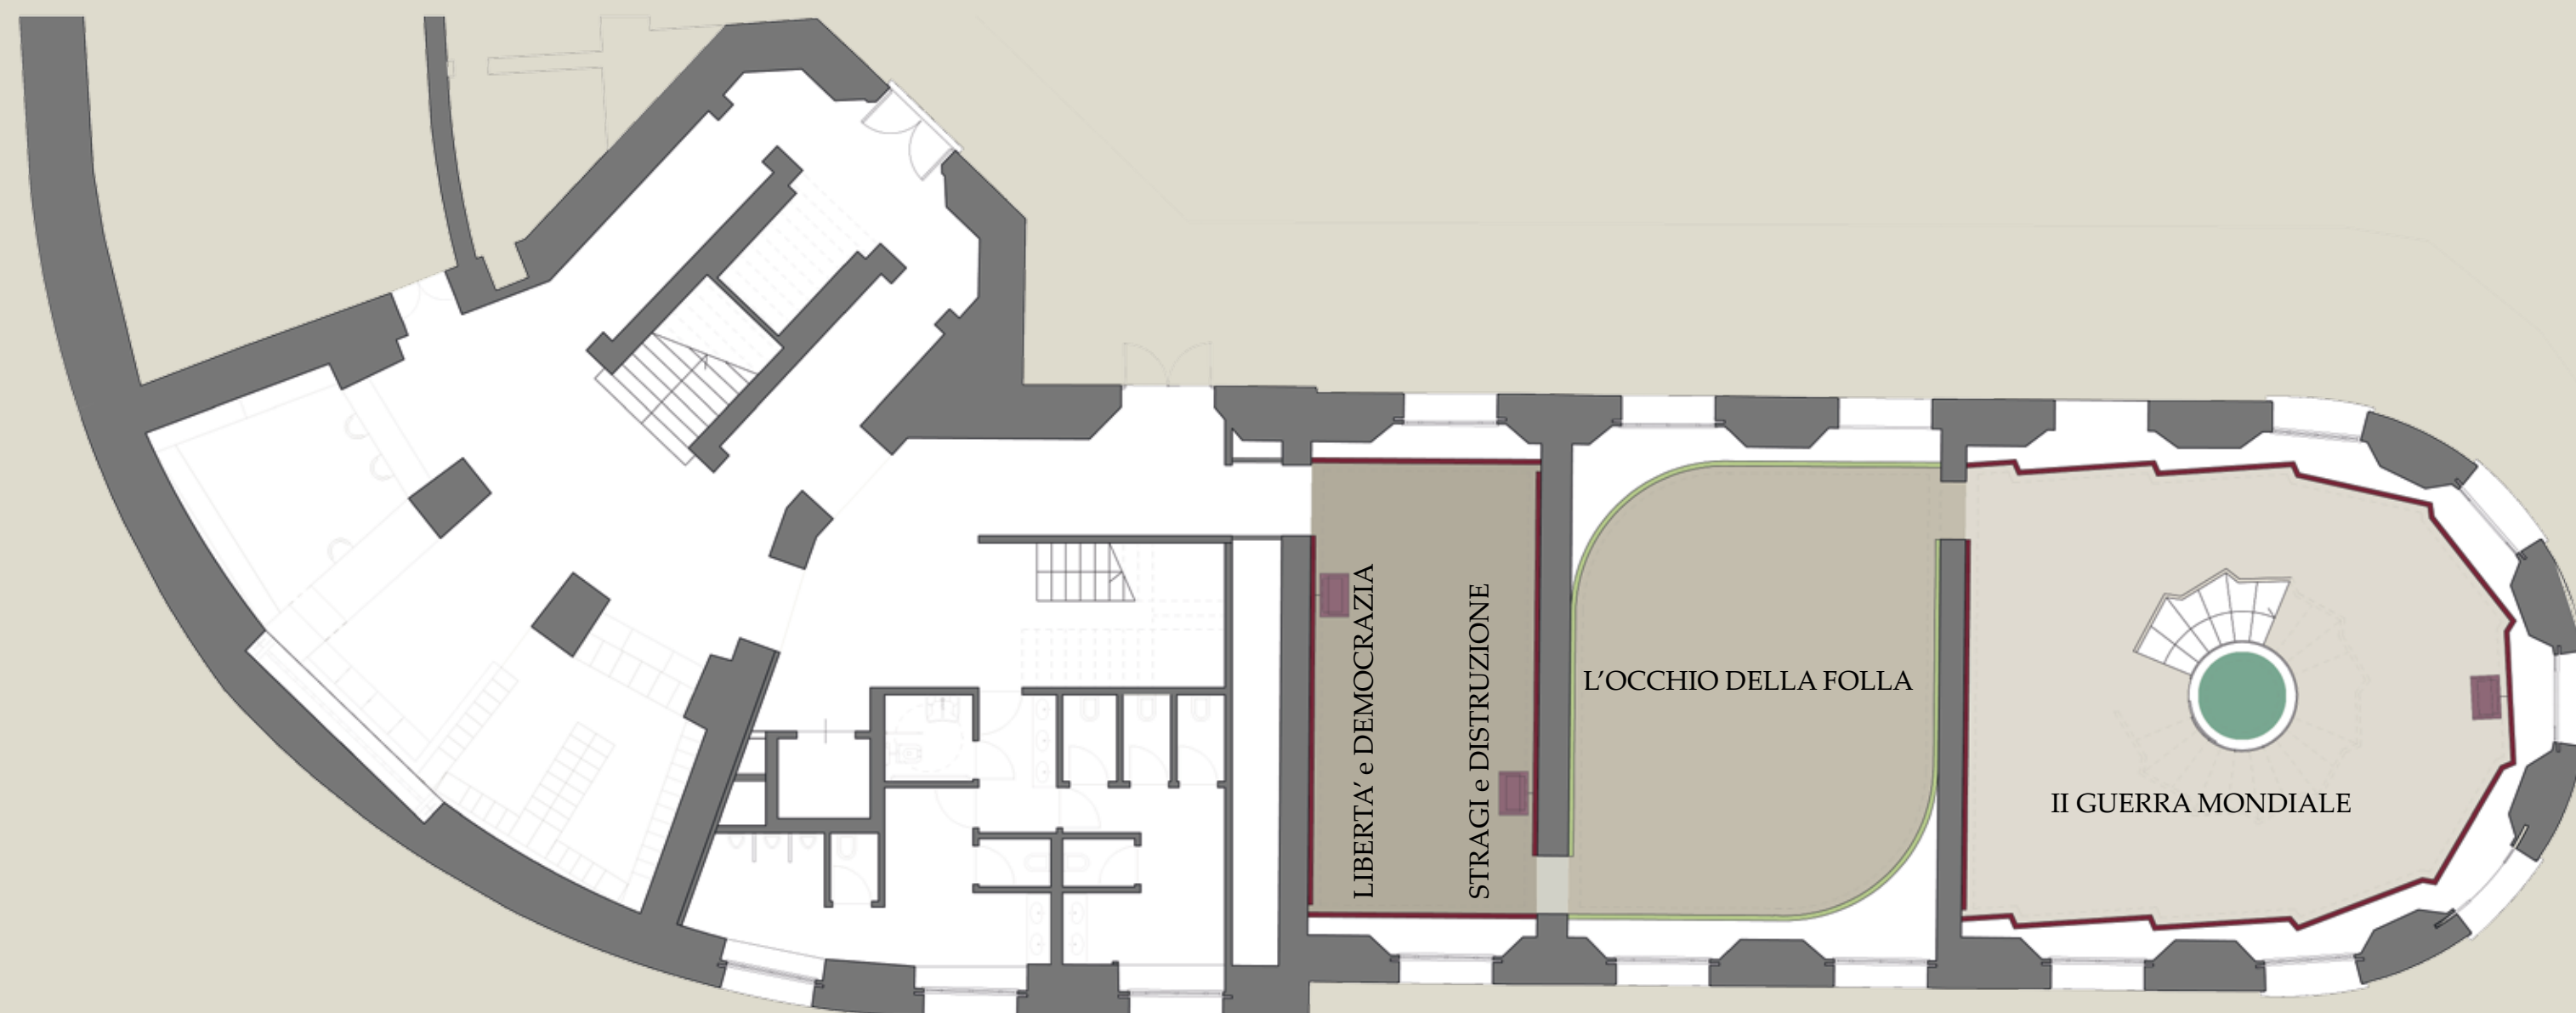 LIBERTA’ e DEMOCRAZIA
STRAGI e DISTRUZIONE
L’OCCHIO DELLA FOLLA
II GUERRA MONDIALE